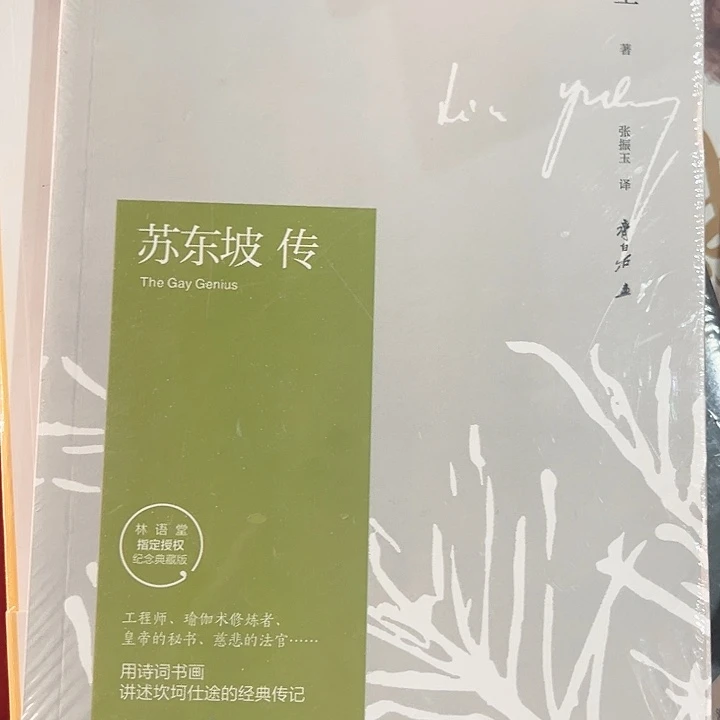 著
张振玉 译
苏东坡 传
The Gay Genius
林语堂
指定授权
纪念典藏版
工程师、瑜伽术修炼者、
皇帝的秘书、慈悲的法官……
用诗词书画
讲述坎坷仕途的经典传记